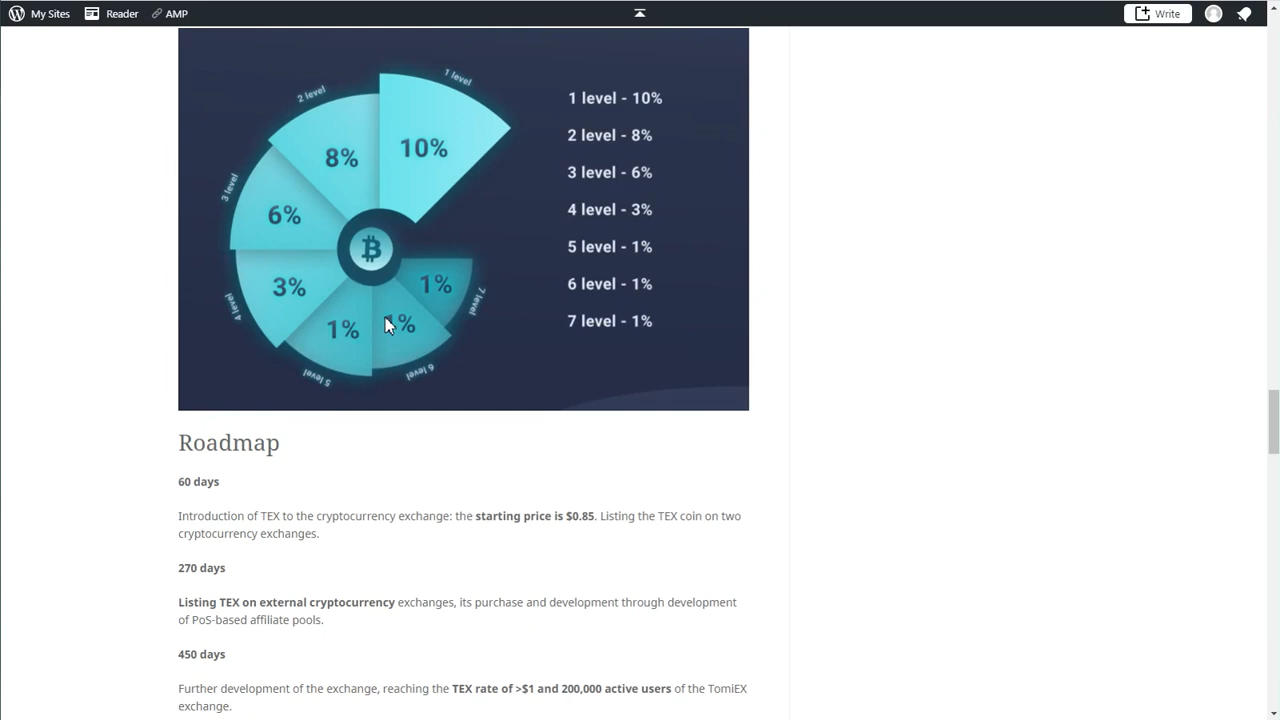 My Sites
Reader
AMP
Write
1 level
2 level
3 level
4 level
5 level
6 level
7 level
10%
8%
6%
3%
1%
%
1%
1 level - 10%
2 level - 8%
3 level - 6%
4 level - 3%
5 level - 1%
6 level - 1%
7 level - 1%
Roadmap
60 days
Introduction of TEX to the cryptocurrency exchange: the starting price is $0.85. Listing the TEX coin on two
cryptocurrency exchanges.
270 days
Listing TEX on external cryptocurrency exchanges, its purchase and development through development
of PoS-based affiliate pools.
450 days
Further development of the exchange, reaching the TEX rate of >$1 and 200,000 active users of the TomiEX
exchange.